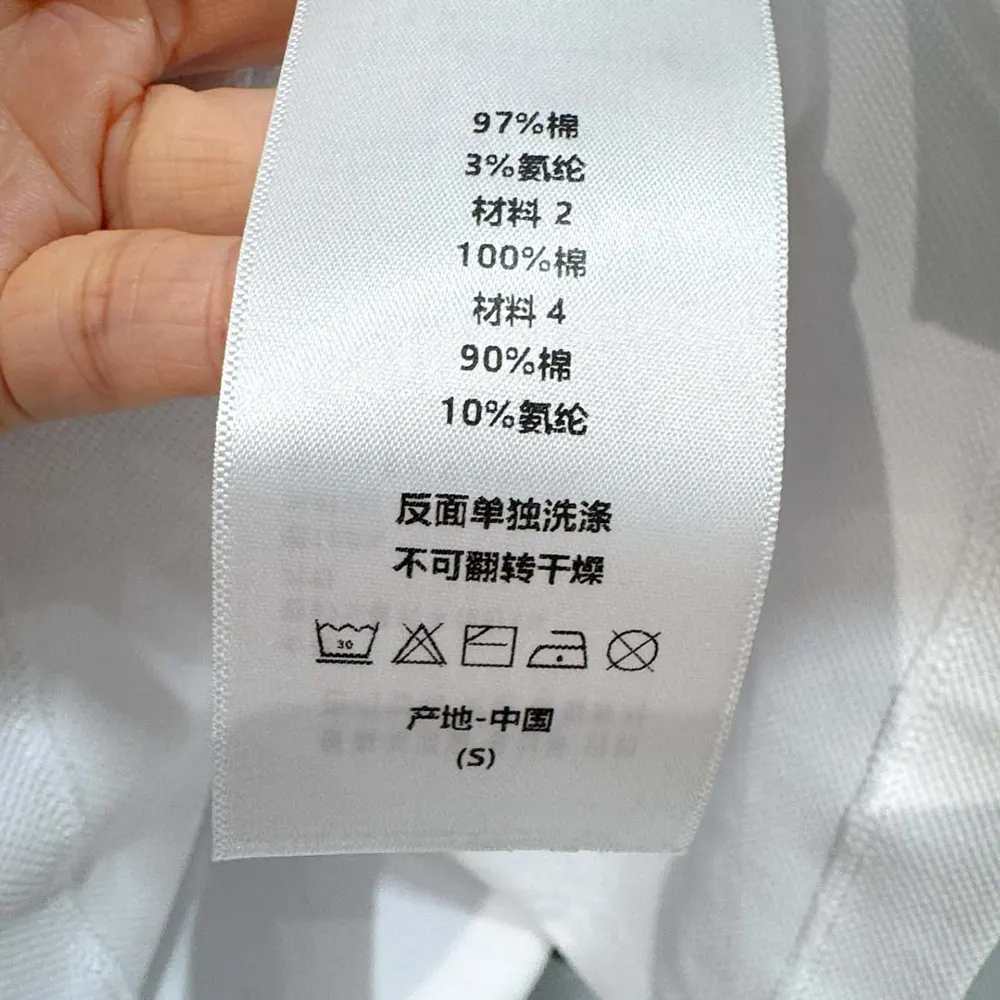 97%棉
3%氨纶
材料 2
100%棉
材料 4
90%棉
10%氨纶
反面单独洗涤
不可翻转干燥
30
产地-中国
(S)